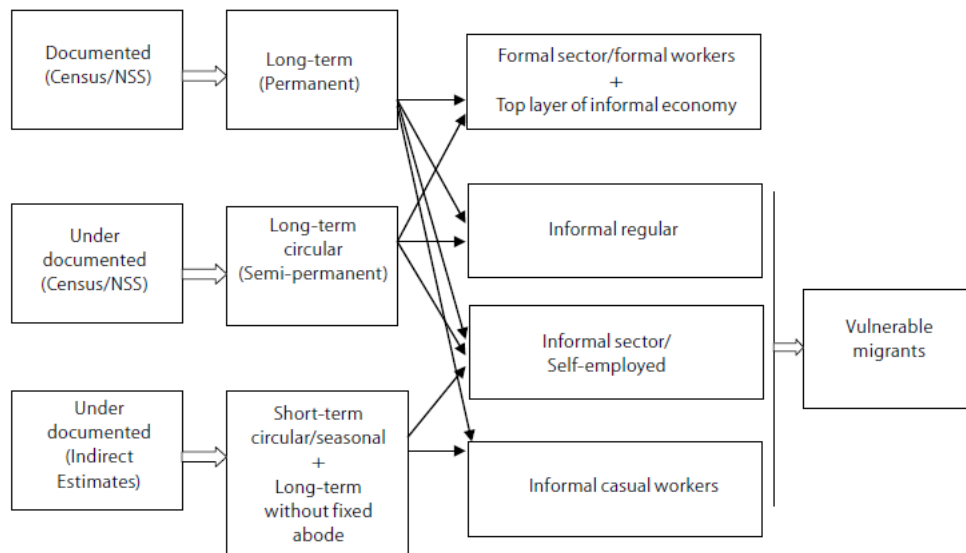 Documented
(Census/NSS)
Long-term
(Permanent)
Formal sector/formal workers
+
Top layer of informal economy
Under
documented
(Census/NSS)
Long-term
circular
(Semi-permanent)
Informal regular
Informal sector/
Self-employed
Vulnerable
migrants
Under
documented
(Indirect
Estimates)
Short-term
circular/seasonal
+
Long-term
without fixed
abode
Informal casual workers